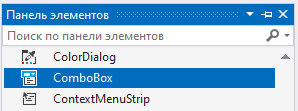 Панель элементов
Поиск по панели элементов
ColorDialog
ComboBox
ContextMenuStrip